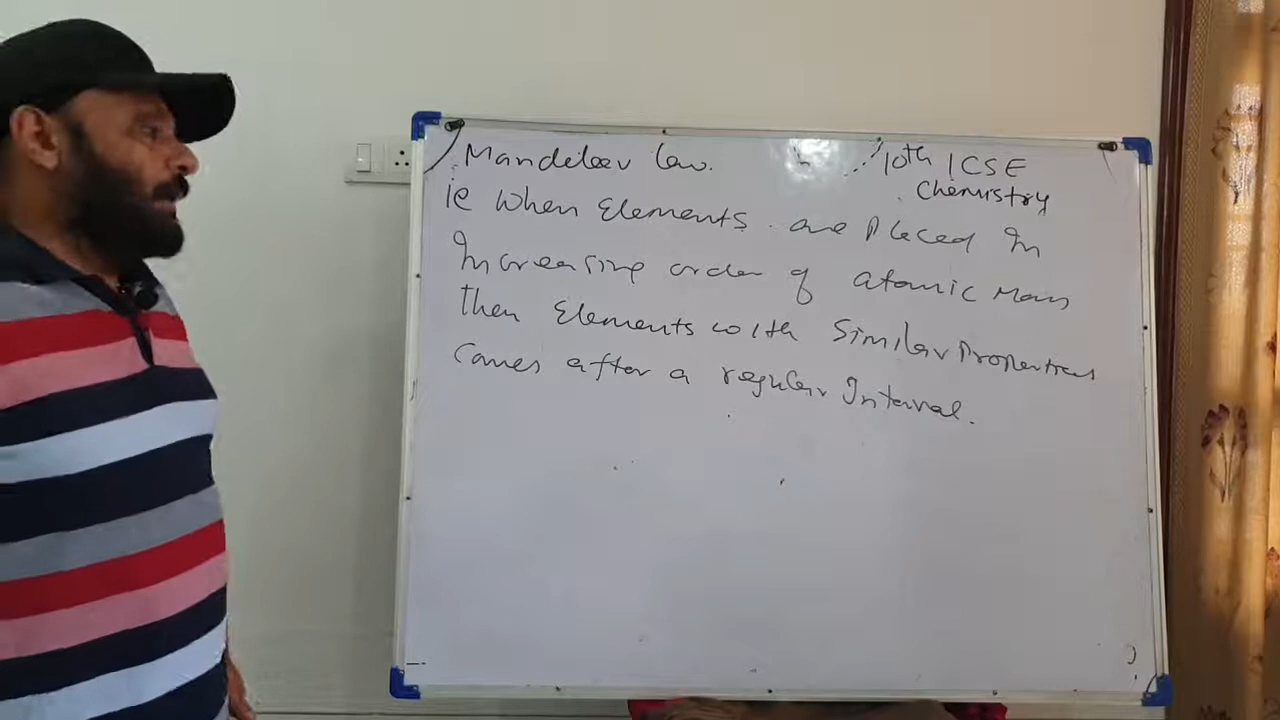 Mandeleev law.
10th ICSE
Chemistry
ie When Elements are Placed In
Increasing order of atomic Mass
then Elements with Similar Properties
comes after a regular Interval.